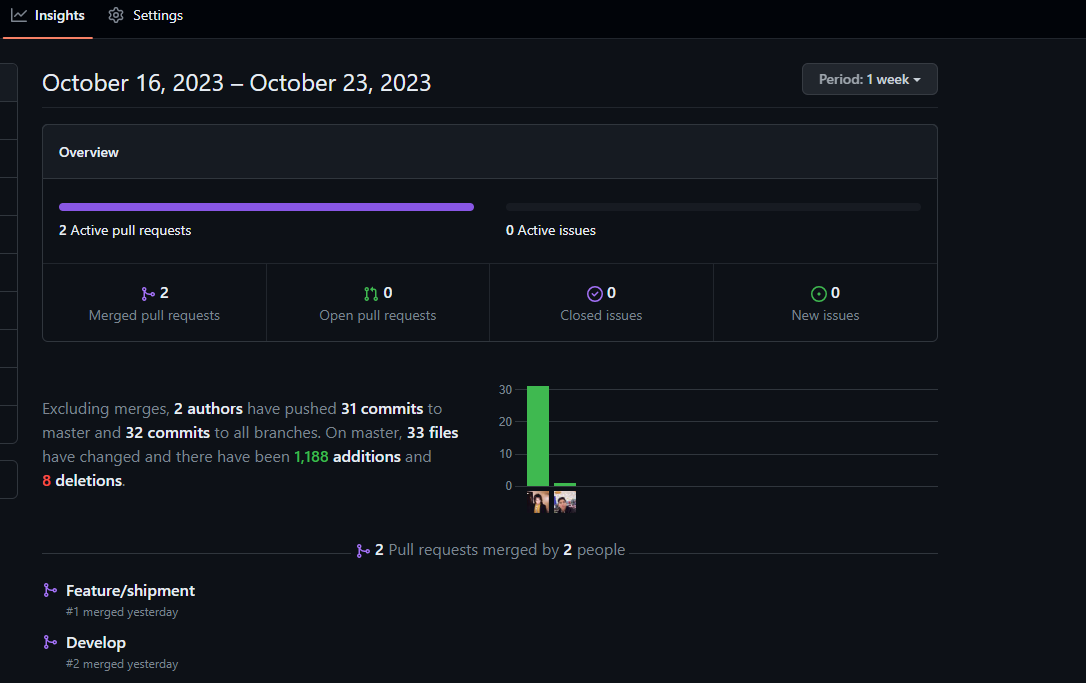 Insights Settings
October 16, 2023 – October 23, 2023 Period: 1 week
Overview
2 Active pull requests 0 Active issues
2 0 0 0
Merged pull requests Open pull requests Closed issues New issues
Excluding merges, 2 authors have pushed 31 commits to
master and 32 commits to all branches. On master, 33 files
have changed and there have been 1,188 additions and
8 deletions.
30
20
10
0
2 Pull requests merged by 2 people
Feature/shipment
#1 merged yesterday
Develop
#2 merged yesterday